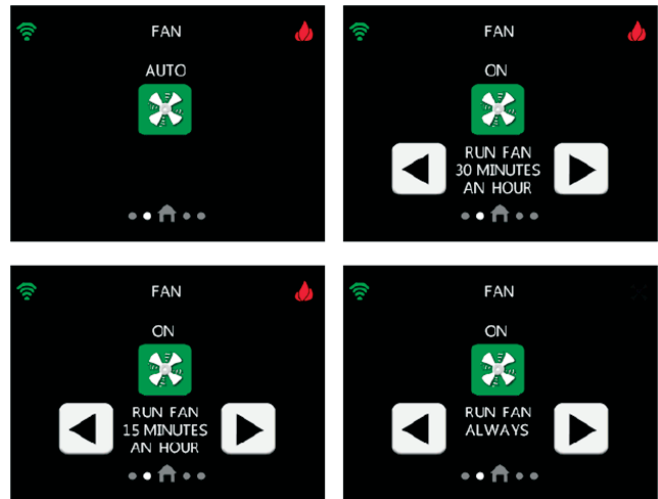 FAN
AUTO
FAN
ON
RUN FAN
30 MINUTES
AN HOUR
FAN
ON
RUN FAN
15 MINUTES
AN HOUR
FAN
ON
RUN FAN
ALWAYS